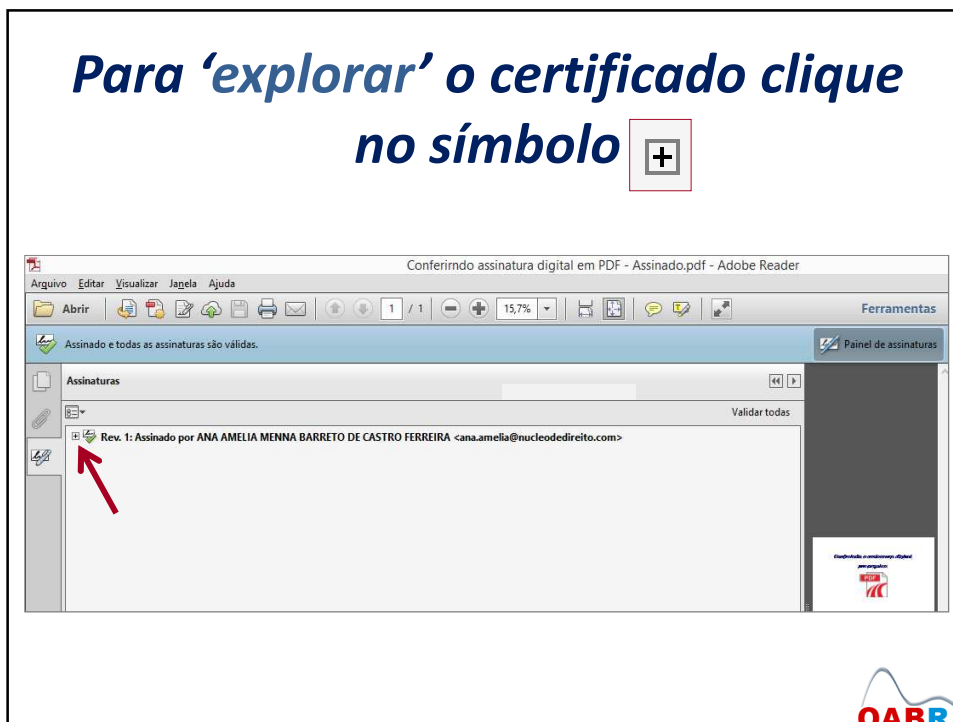 Para ‘explorar’ o certificado clique
no símbolo
Conferirndo assinatura digital em PDF - Assinado.pdf - Adobe Reader
Arquivo Editar Visualizar Janela Ajuda
Abrir 1 / 1 15,7% Ferramentas
Assinado e todas as assinaturas são válidas. Painel de assinaturas
Assinaturas
Validar todas
Rev. 1: Assinado por ANA AMELIA MENNA BARRETO DE CASTRO FERREIRA <ana.amelia@nucleodedireito.com>
PDF
OABR